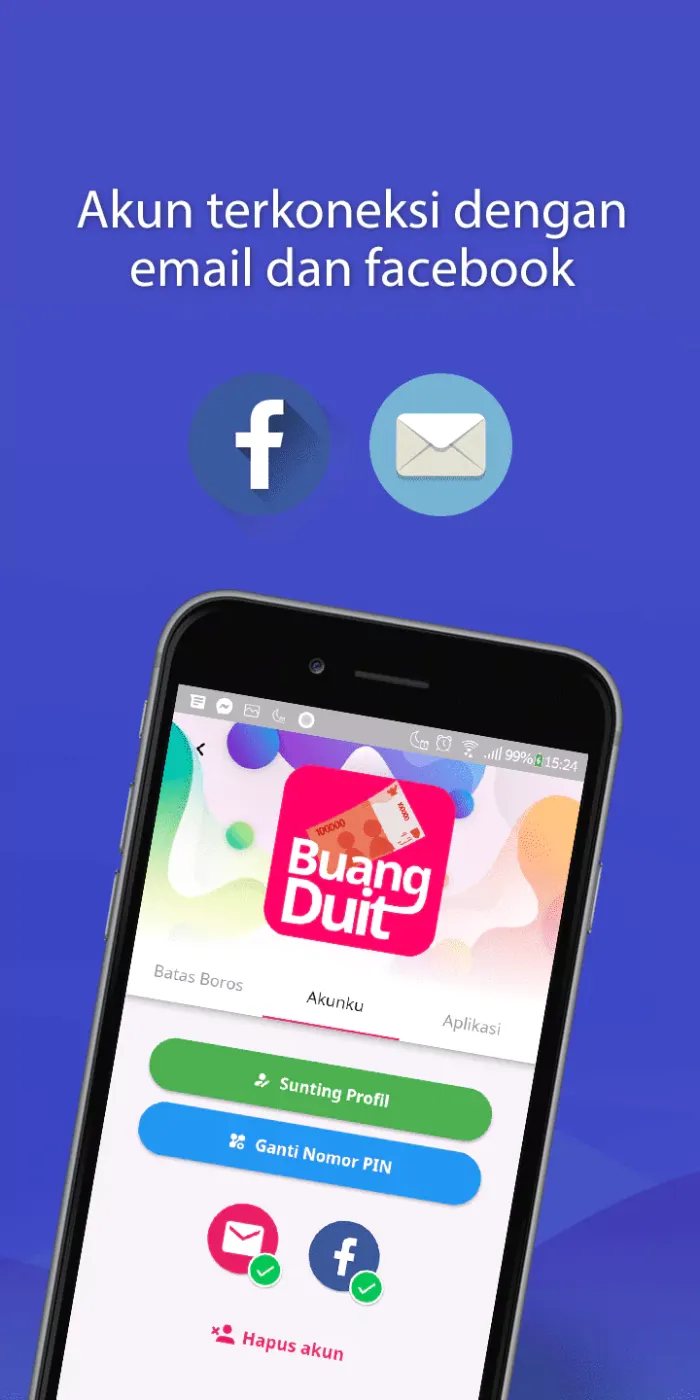 Akun terkoneksi dengan
email dan facebook
99% 15:24
100000
100000
Buang
Duit
Batas Boros
Akunku
Aplikasi
Sunting Profil
Ganti Nomor PIN
Hapus akun